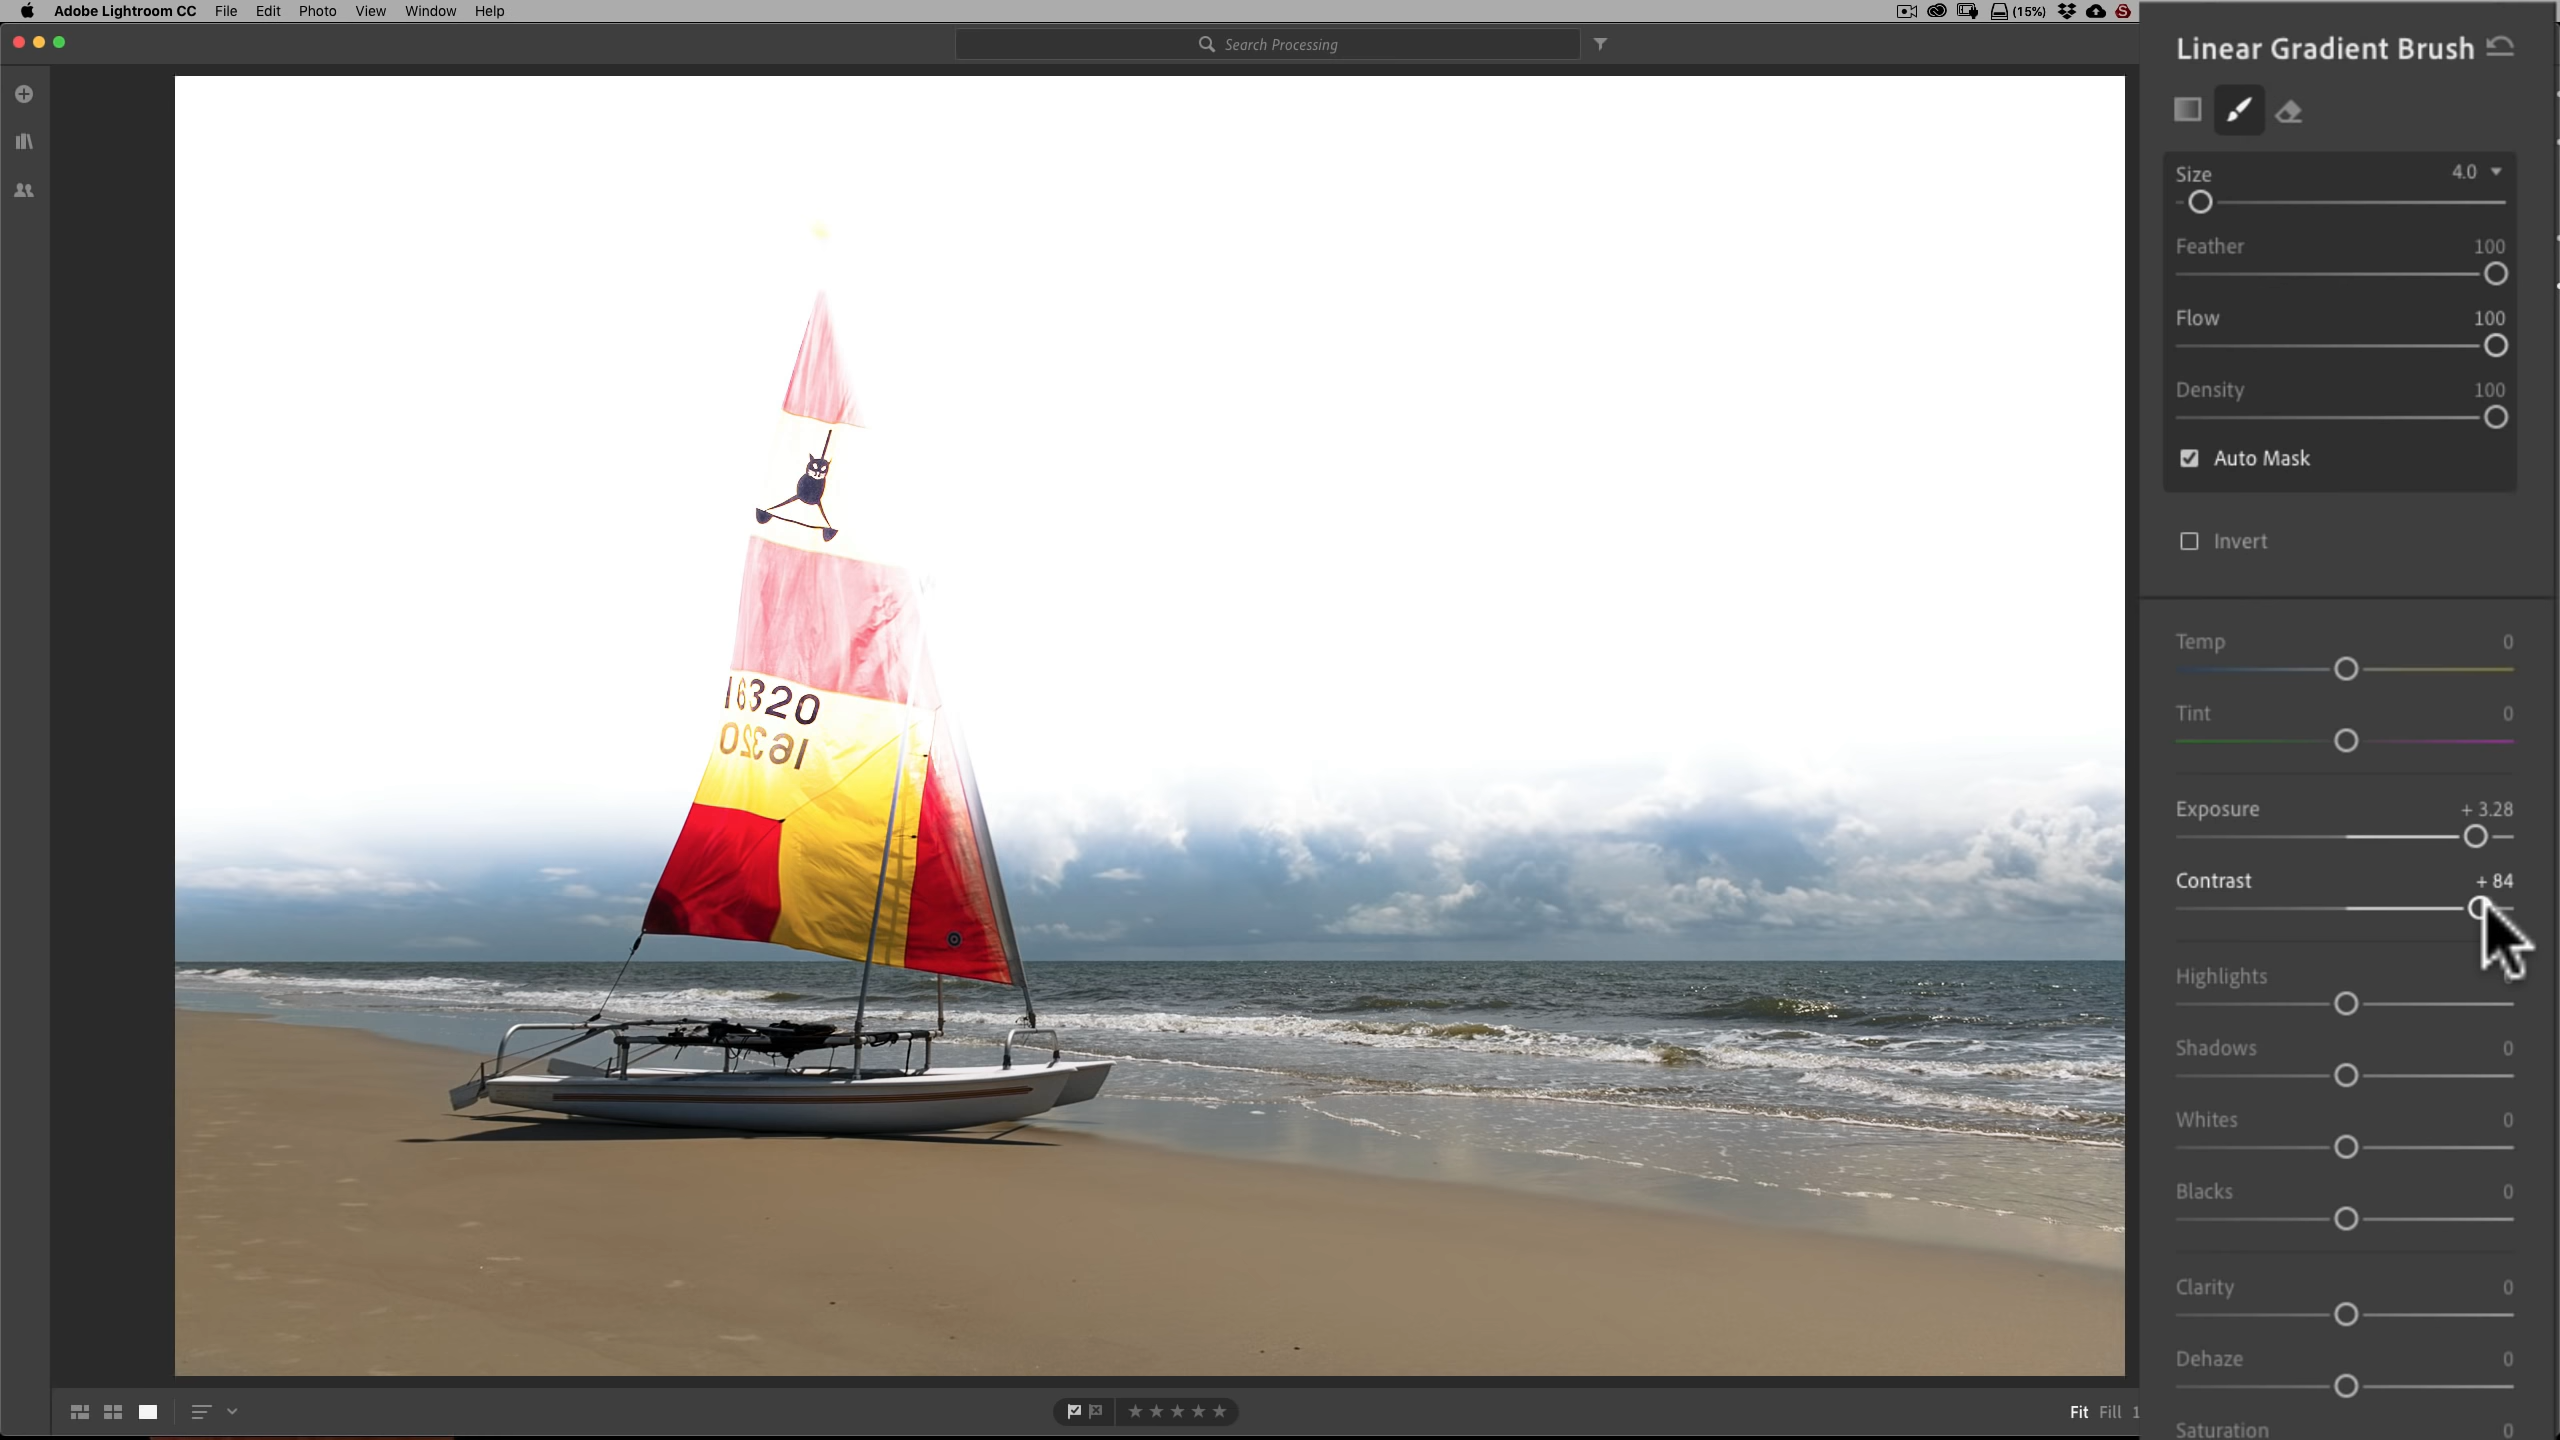 Adobe Lightroom CC File Edit Photo View Window Help
(15%)
Search Processing
Linear Gradient Brush
Size 4.0
Feather 100
Flow 100
Density 100
Auto Mask
Invert
Temp 0
Tint 0
Exposure + 3.28
Contrast + 84
Highlights
Shadows 0
Whites 0
Blacks 0
Clarity 0
Dehaze 0
Saturation 0
16320
16320
Fit Fill 1